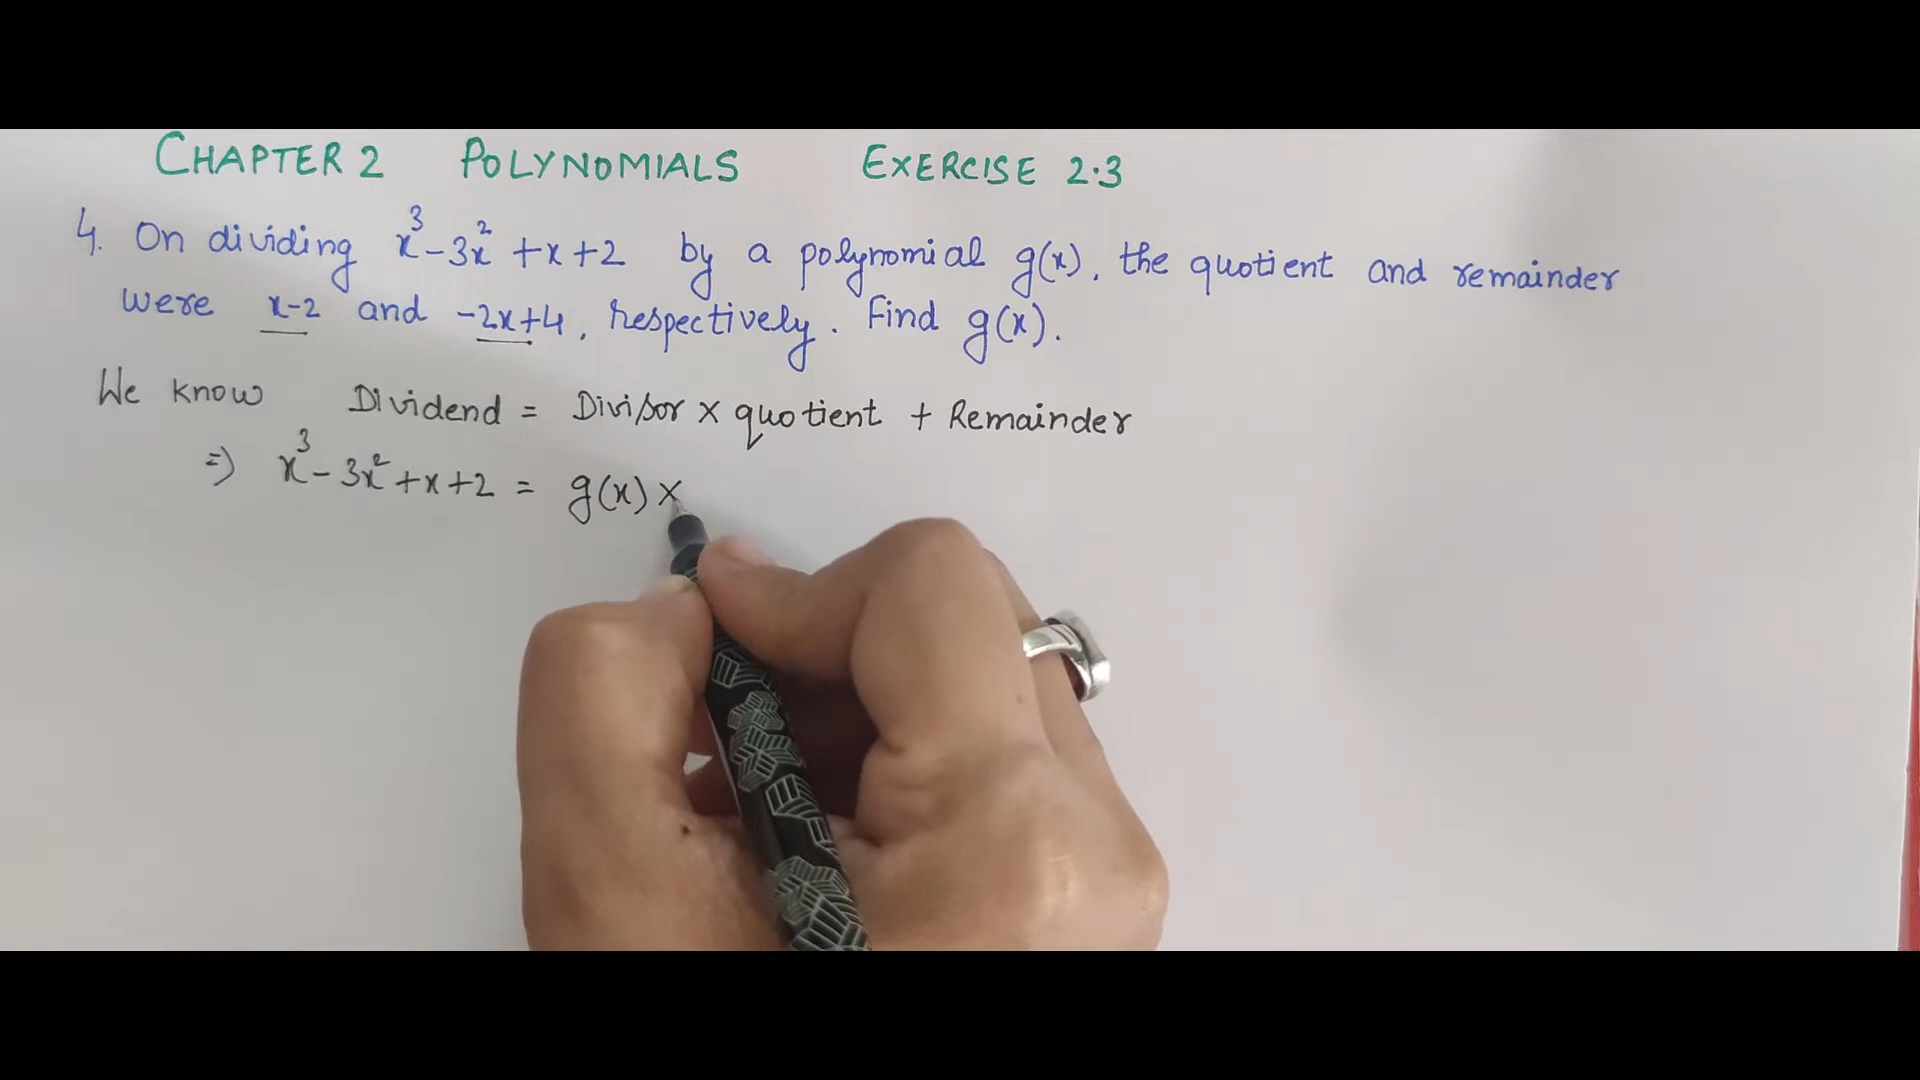 CHAPTER 2 POLYNOMIALS EXERCISE 2.3
4. On dividing x³-3x²+x+2 by a polynomial g(x), the quotient and remainder
were x-2 and -2x+4, respectively. Find g(x).
We know Dividend = Divisor × quotient + Remainder
⇒ x³-3x²+x+2 = g(x) ×